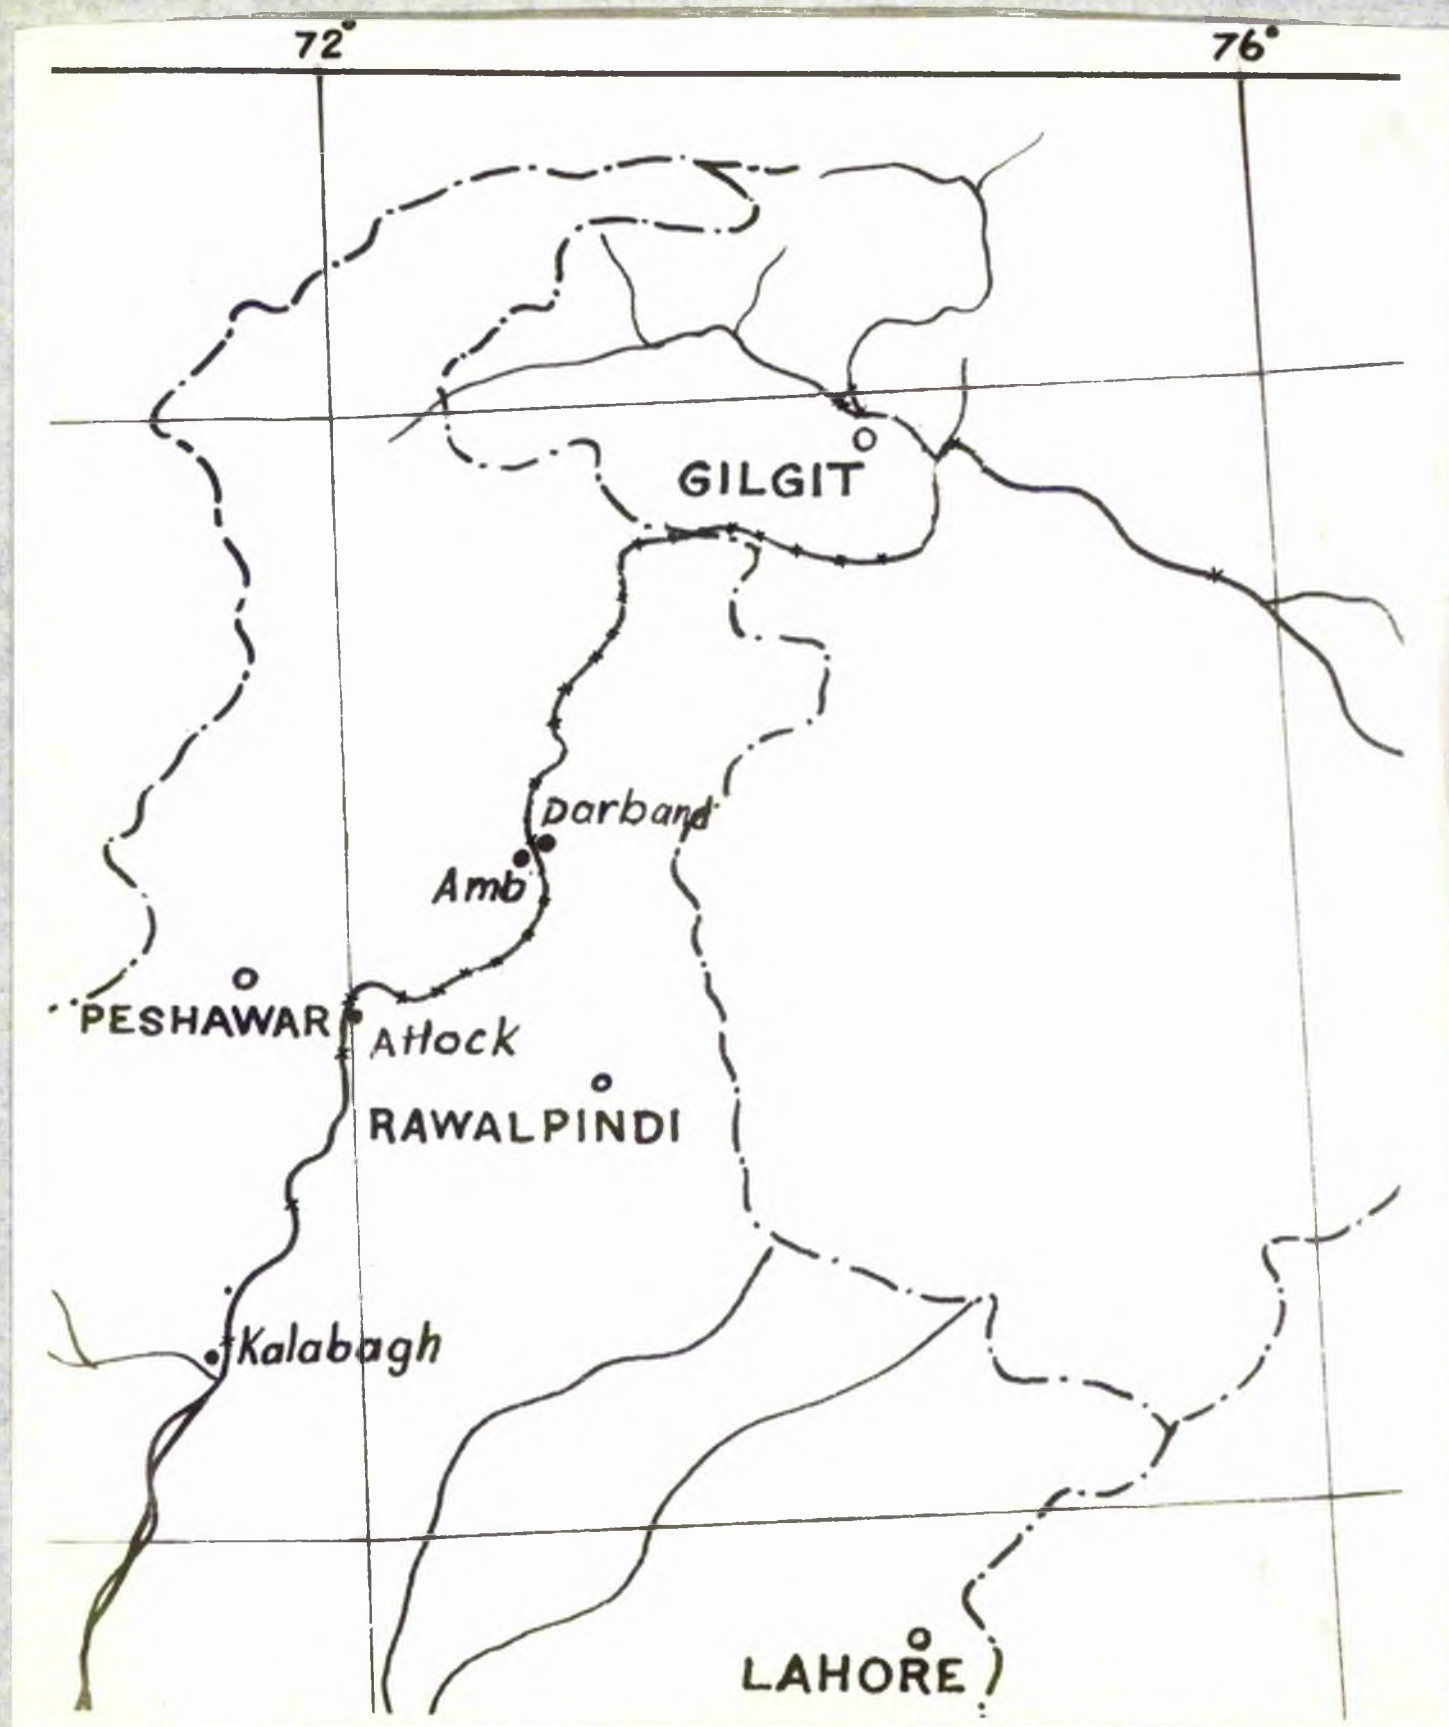 72°
76°
GILGIT
Darband
Amb
PESHAWAR
Attock
RAWALPINDI
Kalabagh
LAHORE